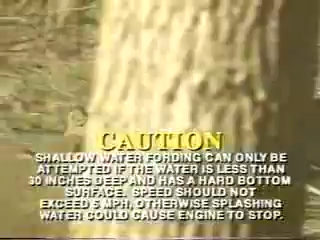 CAUTION
SHALLOW WATER FORDING CAN ONLY BE
ATTEMPTED IF THE WATER IS LESS THAN
30 INCHES DEEP AND HAS A HARD BOTTOM
SURFACE. SPEED SHOULD NOT
EXCEED 5 MPH, OTHERWISE SPLASHING
WATER COULD CAUSE ENGINE TO STOP.